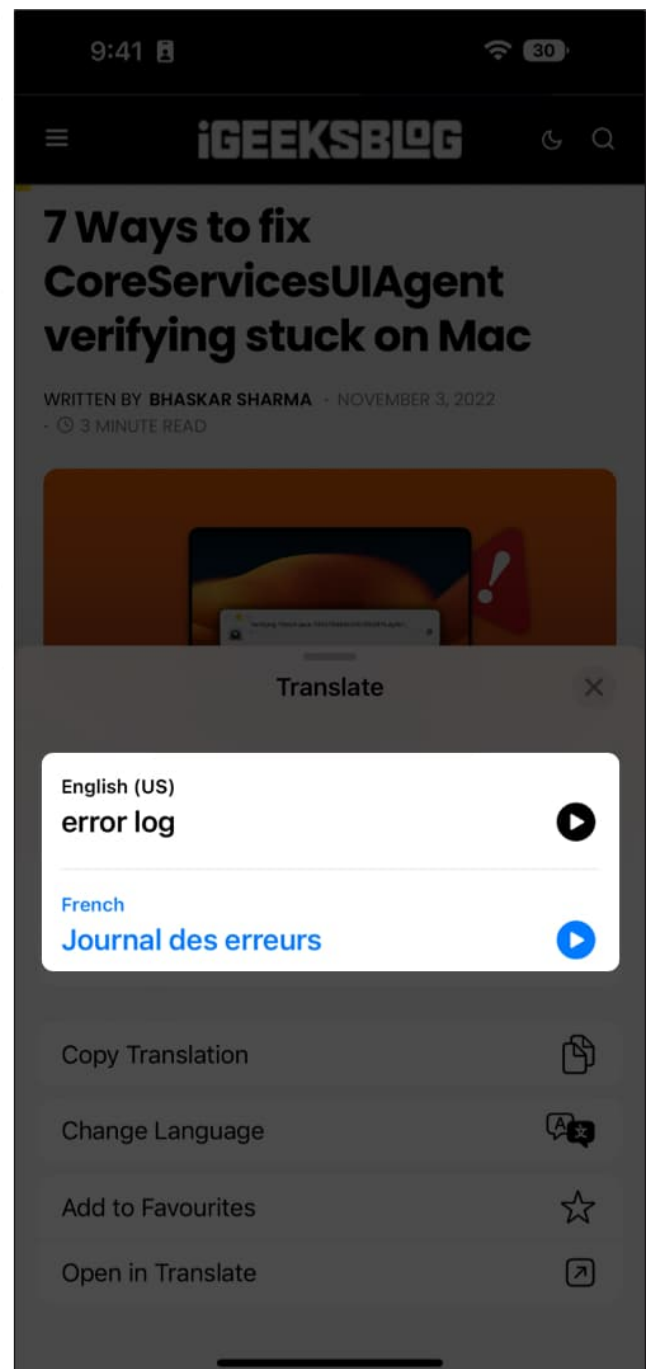 9:41 30
iGEEKSBLOG
7 Ways to fix
CoreServicesUIAgent
verifying stuck on Mac
WRITTEN BY BHASKAR SHARMA - NOVEMBER 3, 2022
- 3 MINUTE READ
!
Translate
English (US)
error log
French
Journal des erreurs
Copy Translation
Change Language
Add to Favourites
Open in Translate